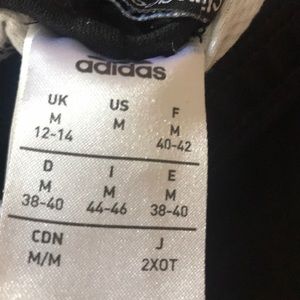 adidas
UK US F
M M M
12-14 40-42
D I E
M M M
38-40 44-46 38-40
CDN J
M/M 2XOT